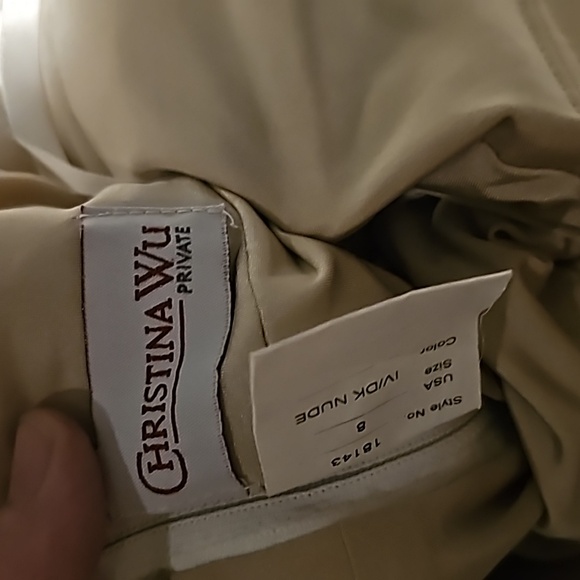 CHRISTINA WU
PRIVATE
Style No 18143
USA
Size 8
Color IV/DK NUDE